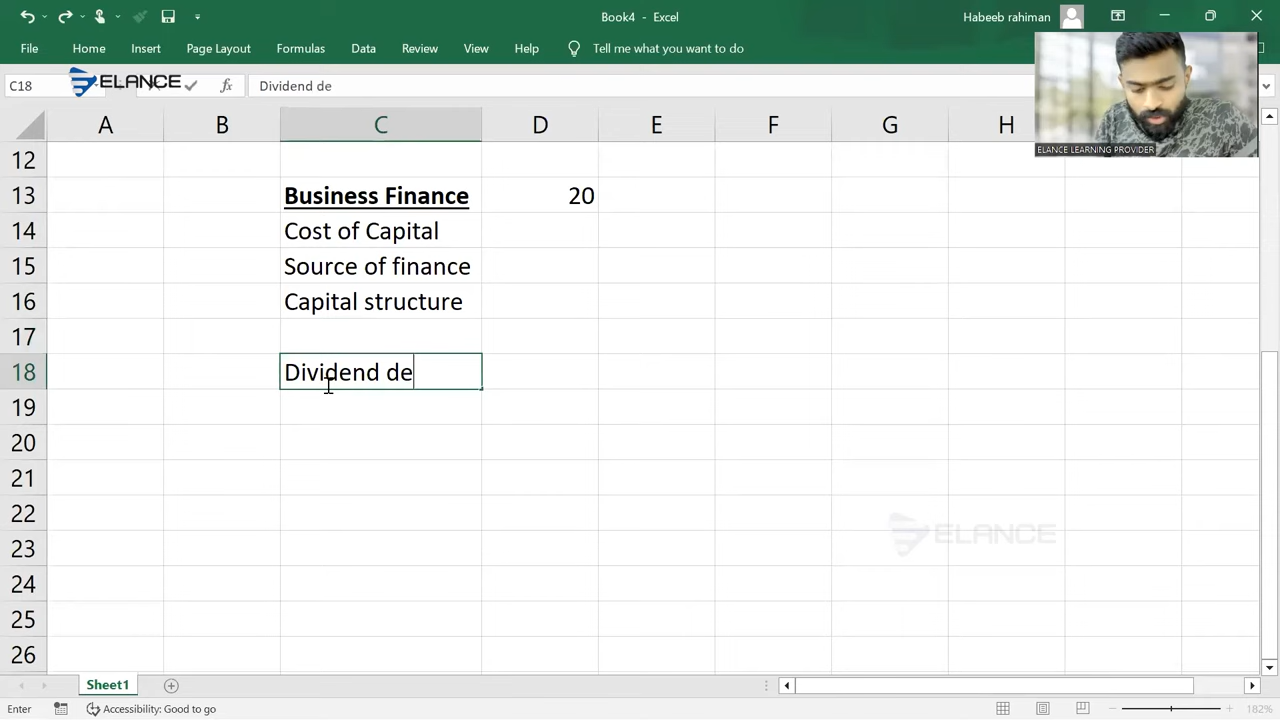 Book4 - Excel
Habeeb rahiman
File Home Insert Page Layout Formulas Data Review View Help Tell me what you want to do
C18 fx Dividend de
ELANCE
ELANCE LEARNING PROVIDER
A B C D E F G H
12
13 Business Finance 20
14 Cost of Capital
15 Source of finance
16 Capital structure
17
18 Dividend de
19
20
21
22
23
ELANCE
24
25
26
Sheet1
Enter Accessibility: Good to go 182%